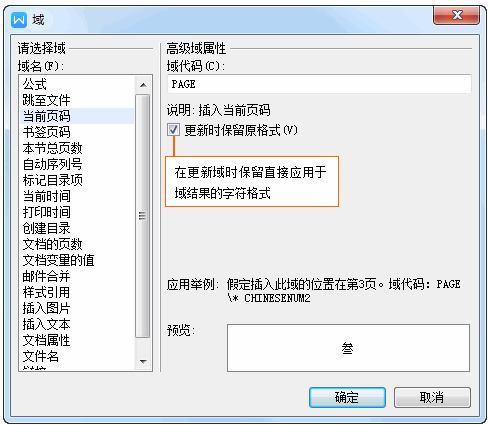 域
请选择域
域名(F):
公式
跳至文件
当前页码
书签页码
本节总页数
自动序列号
标记目录项
当前时间
打印时间
创建目录
文档的页数
文档变量的值
邮件合并
样式引用
插入图片
插入文本
文档属性
文件名
高级域属性
域代码(C):
PAGE
说明: 插入当前页码
更新时保留原格式(V)
在更新域时保留直接应用于
域结果的字符格式
应用举例: 假定插入此域的位置在第3页。域代码: PAGE
\* CHINESENUM2
预览:
叁
确定
取消